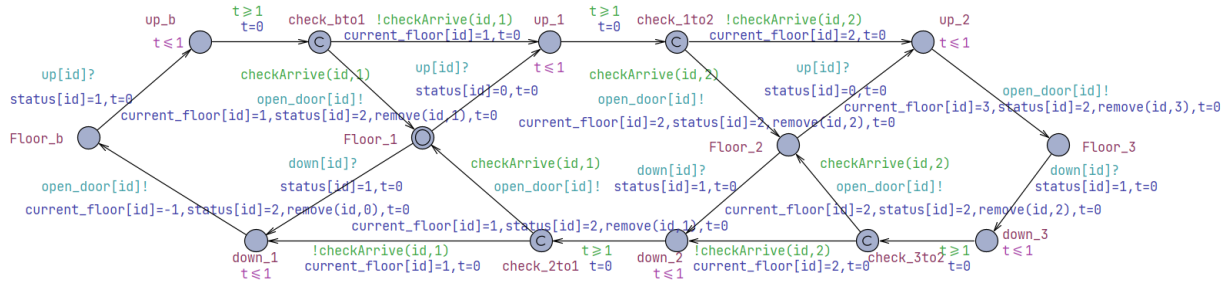 up_b
t⩾1
t=0
check_bto1
!checkArrive(id,1)
current_floor[id]=1,t=0
up_1
t⩾1
t=0
check_1to2
!checkArrive(id,2)
current_floor[id]=2,t=0
up_2
t⩽1
t⩽1
t⩽1
up[id]?
status[id]=1,t=0
checkArrive(id,1)
open_door[id]!
current_floor[id]=1,status[id]=2,remove(id,1),t=0
up[id]?
status[id]=0,t=0
checkArrive(id,2)
open_door[id]!
current_floor[id]=2,status[id]=2,remove(id,2),t=0
up[id]?
status[id]=0,t=0
open_door[id]!
current_floor[id]=3,status[id]=2,remove(id,3),t=0
Floor_b
C
C
Floor_1
Floor_2
Floor_3
open_door[id]!
current_floor[id]=-1,status[id]=2,remove(id,0),t=0
down[id]?
status[id]=1,t=0
checkArrive(id,1)
open_door[id]!
current_floor[id]=1,status[id]=2,remove(id,1),t=0
down[id]?
status[id]=1,t=0
checkArrive(id,2)
open_door[id]!
current_floor[id]=2,status[id]=2,remove(id,2),t=0
down[id]?
status[id]=1,t=0
down_1
t⩽1
!checkArrive(id,1)
current_floor[id]=1,t=0
C
check_2to1
t⩾1
t=0
down_2
t⩽1
!checkArrive(id,2)
current_floor[id]=2,t=0
C
check_3to2
t⩾1
t=0
down_3
t⩽1